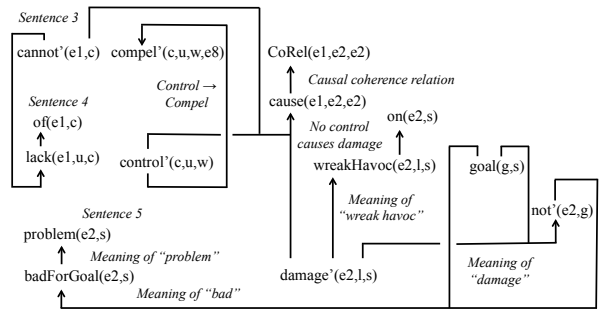 Sentence 3
cannot'(e1,c) compel'(c,u,w,e8) CoRel(e1,e2,e2)
Control → Causal coherence relation
Compel
Sentence 4 cause(e1,e2,e2)
of(e1,c) on(e2,s)
No control
causes damage
lack(e1,u,c) control'(c,u,w) wreakHavoc(e2,l,s) goal(g,s)
Meaning of
"wreak havoc"
not'(e2,g)
Sentence 5
problem(e2,s)
Meaning of "problem" Meaning of
"damage"
badForGoal(e2,s) damage'(e2,l,s)
Meaning of "bad"